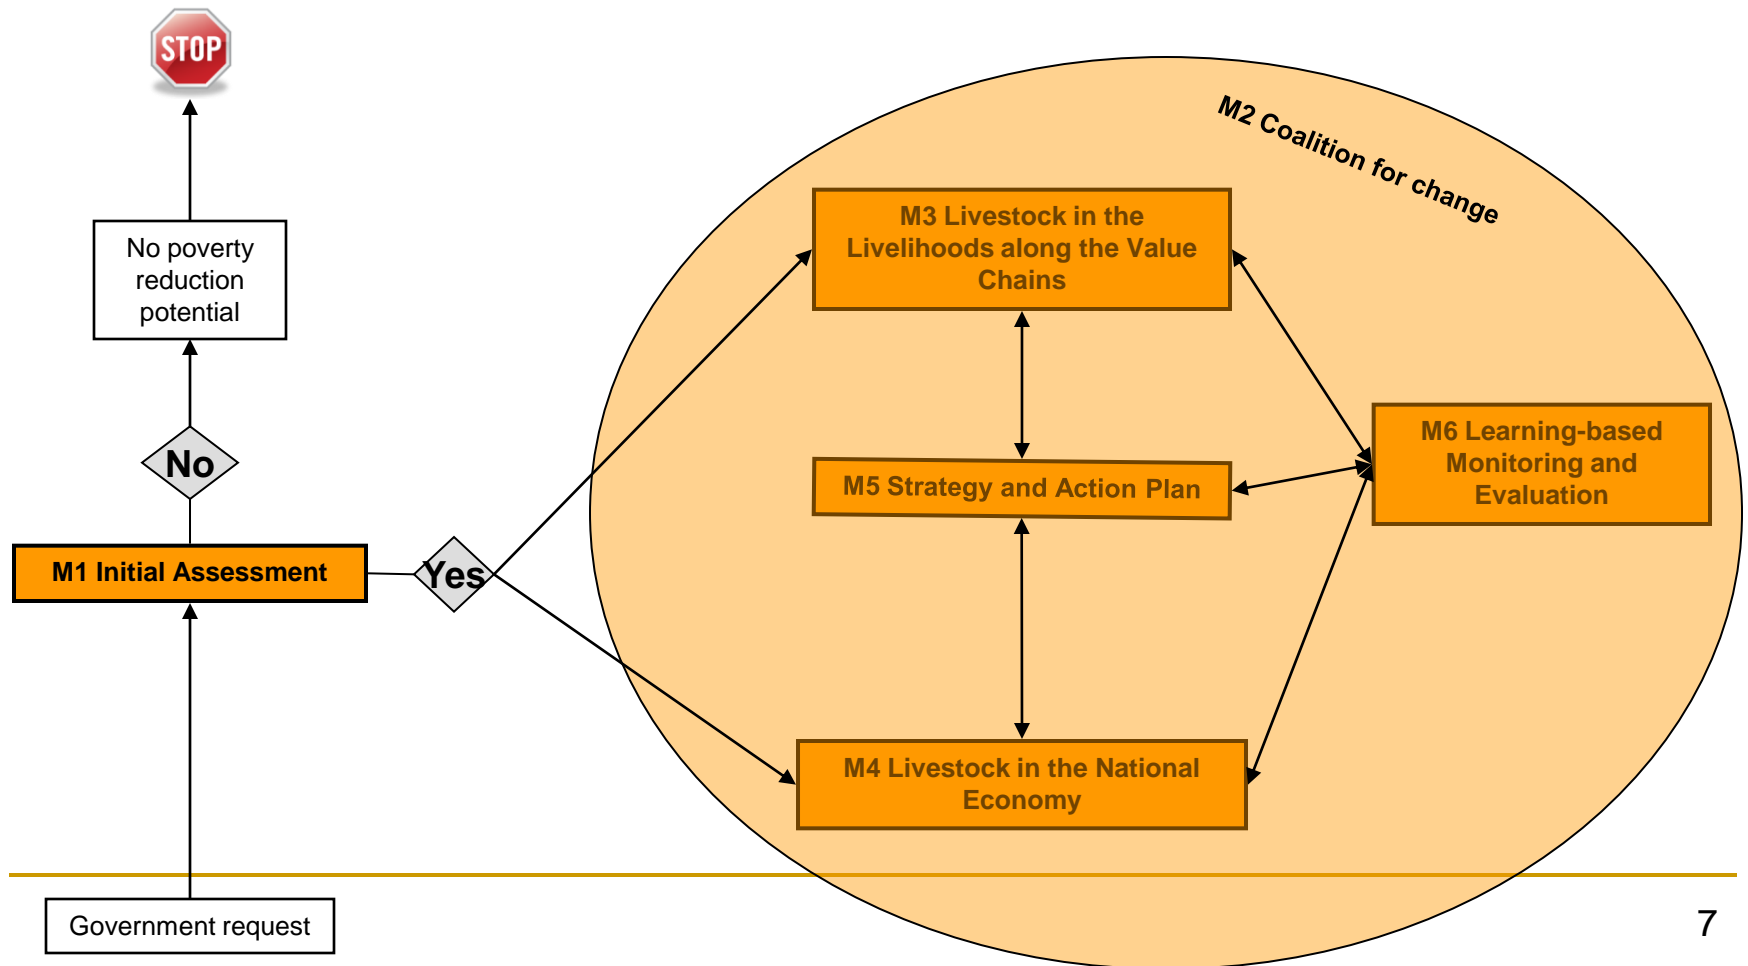 STOP
M2 Coalition for change
M3 Livestock in the
Livelihoods along the Value
Chains
No poverty
reduction
potential
M6 Learning-based
Monitoring and
Evaluation
No
M5 Strategy and Action Plan
M1 Initial Assessment
Yes
M4 Livestock in the National
Economy
Government request
7